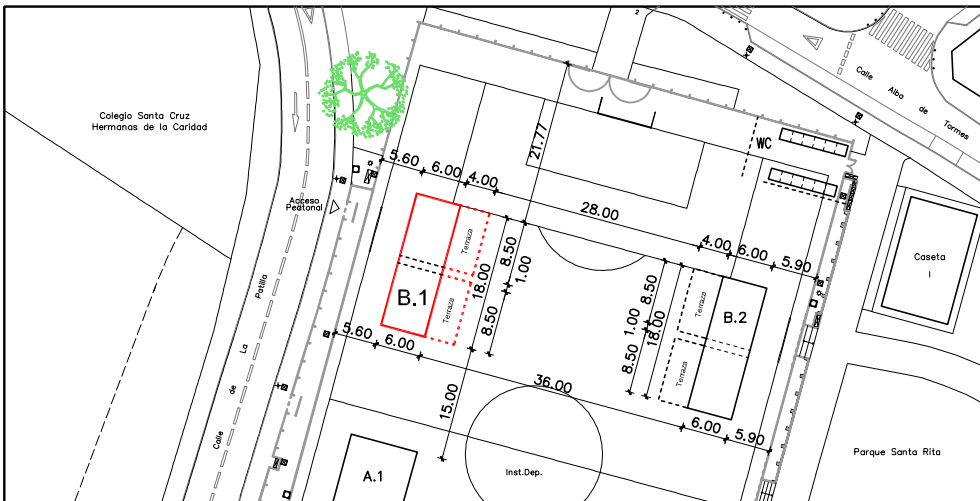 2
Calle Alba de Tormes
Colegio Santa Cruz
Hermanas de la Caridad
21.77
WC
5.60
6.00
4.00
28.00
Acceso
Peatonal
4.00
6.00
5.90
Terraza
8.50
1.00
18.00
8.50
Terraza
B.1
Caseta
1
Terraza
8.50
1.00
18.00
8.50
Terraza
B.2
Calle de La Patilla
5.60
6.00
36.00
15.00
6.00
5.90
A.1
Inst.Dep.
Parque Santa Rita